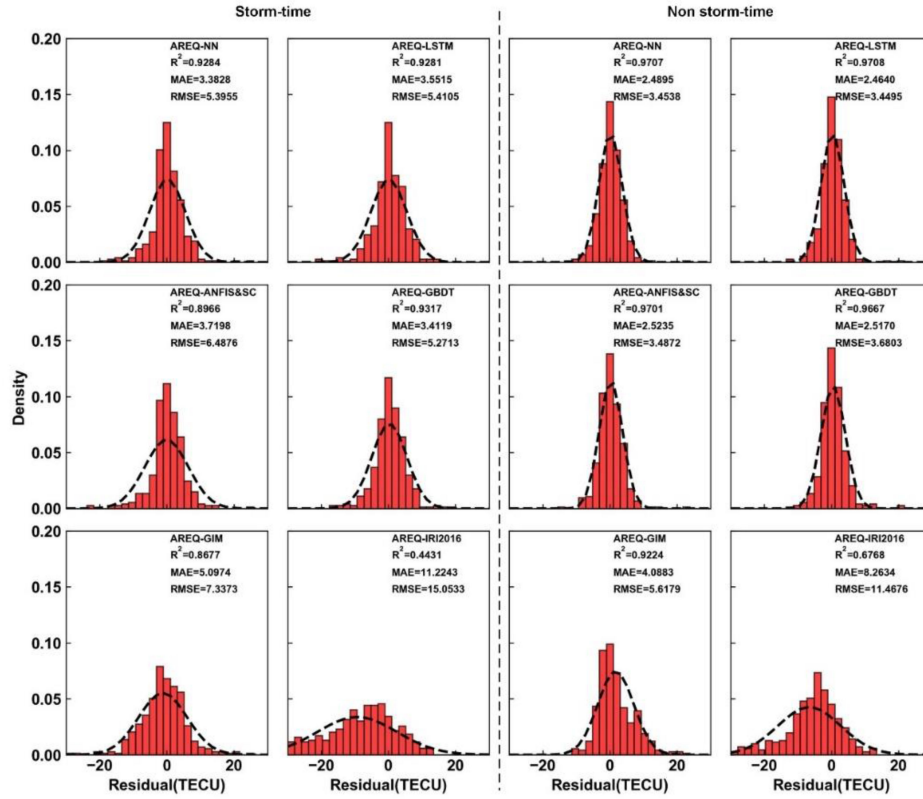 Storm-time
Non storm-time
AREQ-NN
R²=0.9284
MAE=3.3828
RMSE=5.3955
AREQ-LSTM
R²=0.9281
MAE=3.5515
RMSE=5.4105
AREQ-NN
R²=0.9707
MAE=2.4895
RMSE=3.4538
AREQ-LSTM
R²=0.9708
MAE=2.4640
RMSE=3.4495
0.20
0.15
0.10
0.05
0.00
AREQ-ANFIS&SC
R²=0.8966
MAE=3.7198
RMSE=6.4876
AREQ-GBDT
R²=0.9317
MAE=3.4119
RMSE=5.2713
AREQ-ANFIS&SC
R²=0.9701
MAE=2.5235
RMSE=3.4872
AREQ-GBDT
R²=0.9667
MAE=2.5170
RMSE=3.6803
0.20
0.15
0.10
0.05
0.00
Density
AREQ-GIM
R²=0.8677
MAE=5.0974
RMSE=7.3373
AREQ-IRI2016
R²=0.4431
MAE=11.2243
RMSE=15.0533
AREQ-GIM
R²=0.9224
MAE=4.0883
RMSE=5.6179
AREQ-IRI2016
R²=0.6768
MAE=8.2634
RMSE=11.4676
0.20
0.15
0.10
0.05
0.00
−20 0 20
−20 0 20
−20 0 20
−20 0 20
Residual(TECU)
Residual(TECU)
Residual(TECU)
Residual(TECU)